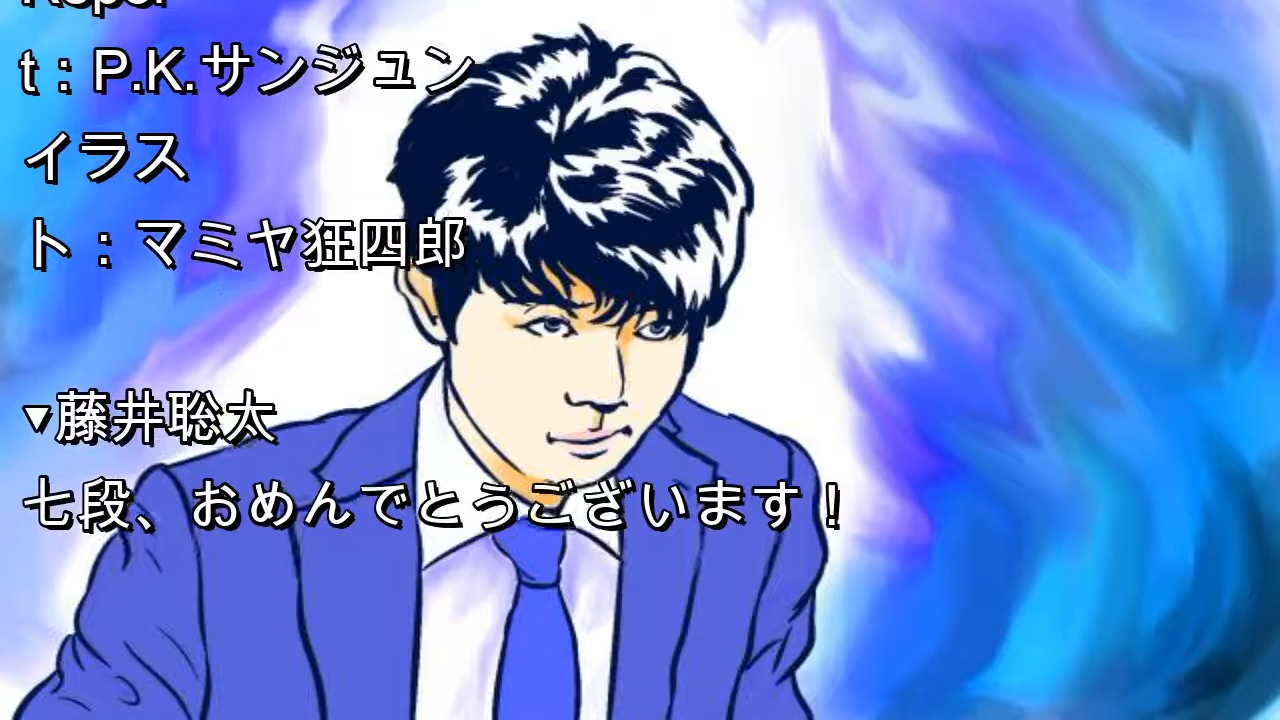 Repor
t：P.K.サンジュン
イラス
ト：マミヤ狂四郎
▼藤井聡太
七段、おめんでとうございます！